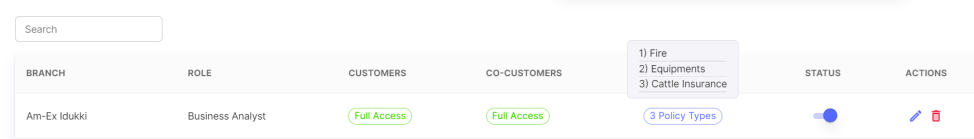 Search
1) Fire
2) Equipments
3) Cattle Insurance
BRANCH ROLE CUSTOMERS CO-CUSTOMERS STATUS ACTIONS
Am-Ex Idukki Business Analyst Full Access Full Access 3 Policy Types